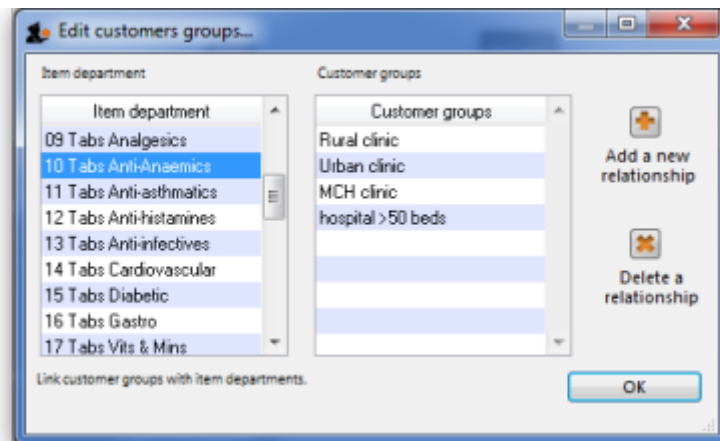 Edit customers groups...
Item department
Customer groups
Item department
09 Tabs Analgesics
10 Tabs Anti-Anaemics
11 Tabs Anti-asthmatics
12 Tabs Anti-histamines
13 Tabs Anti-infectives
14 Tabs Cardiovascular
15 Tabs Diabetic
16 Tabs Gastro
17 Tabs Vits & Mins
Customer groups
Rural clinic
Urban clinic
MCH clinic
hospital >50 beds
Add a new
relationship
Delete a
relationship
Link customer groups with item departments.
OK